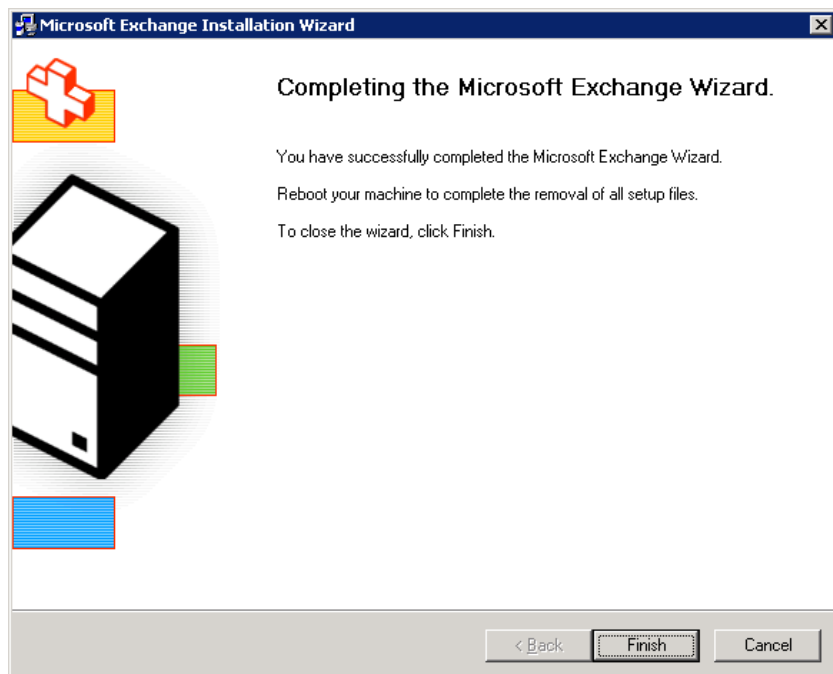 Microsoft Exchange Installation Wizard
Completing the Microsoft Exchange Wizard.
You have successfully completed the Microsoft Exchange Wizard.
Reboot your machine to complete the removal of all setup files.
To close the wizard, click Finish.
< Back Finish Cancel